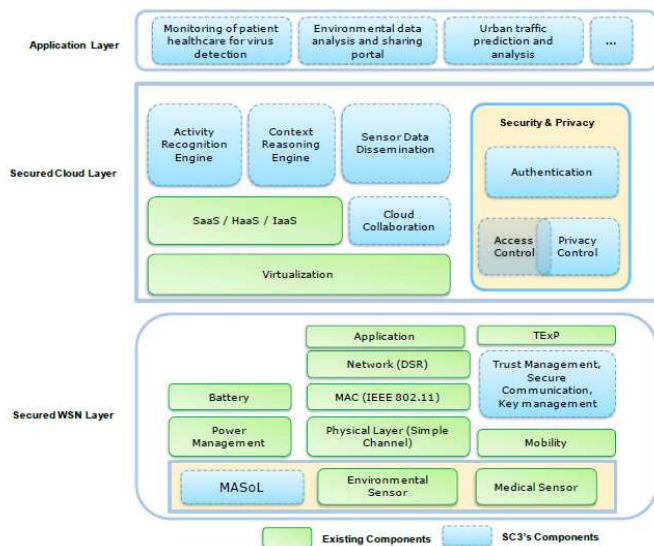 Application Layer
Monitoring of patient
healthcare for virus
detection
Environmental data
analysis and sharing
portal
Urban traffic
prediction and
analysis
...
Secured Cloud Layer
Activity
Recognition
Engine
Context
Reasoning
Engine
Sensor Data
Dissemination
SaaS / HaaS / IaaS
Cloud
Collaboration
Virtualization
Security & Privacy
Authentication
Access
Control
Privacy
Control
Secured WSN Layer
Application
TExP
Network (DSR)
Trust Management,
Secure
Communication,
Key management
Battery
MAC (IEEE 802.11)
Power
Management
Physical Layer (Simple
Channel)
Mobility
MASoL
Environmental
Sensor
Medical Sensor
Existing Components
SC3's Components